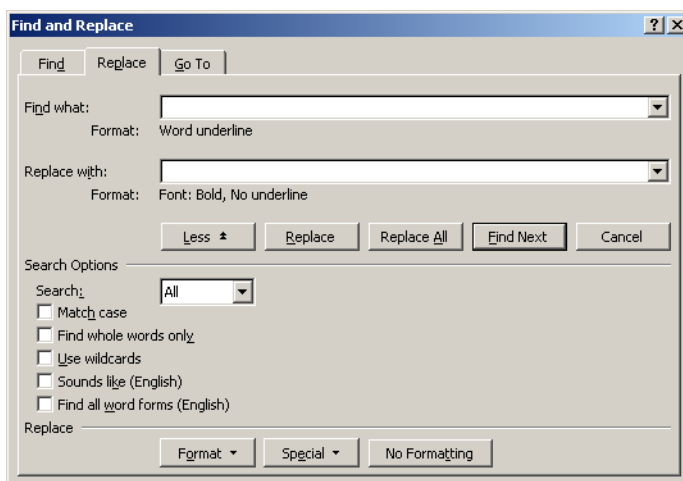 Find and Replace
Find Replace Go To
Find what:
Format: Word underline
Replace with:
Format: Font: Bold, No underline
Less Replace Replace All Find Next Cancel
Search Options
Search: All
Match case
Find whole words only
Use wildcards
Sounds like (English)
Find all word forms (English)
Replace
Format Special No Formatting